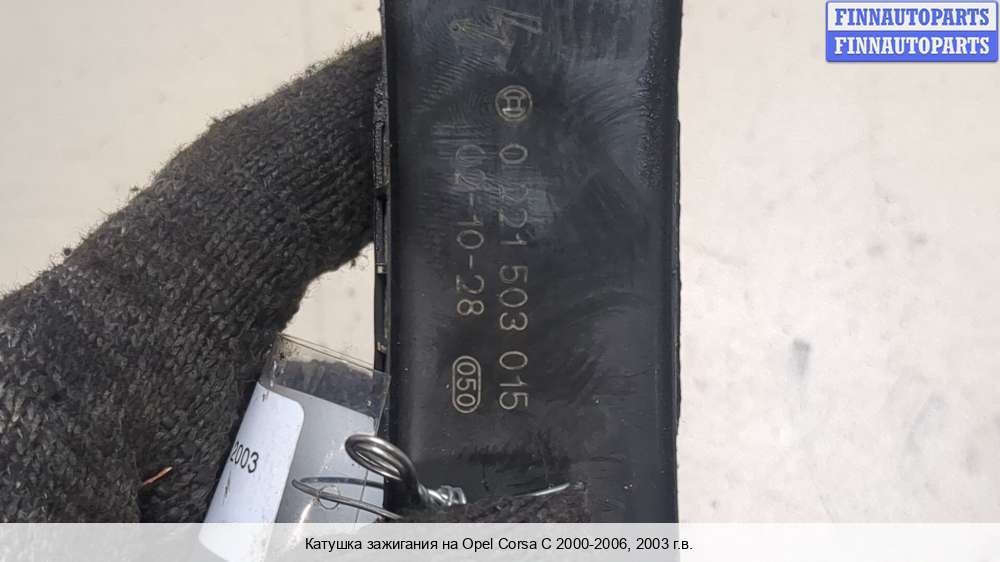 FINNAUTOPARTS
FINNAUTOPARTS
0 221 503 015
02-10-28
050
2003
Катушка зажигания на Opel Corsa C 2000-2006, 2003 г.в.